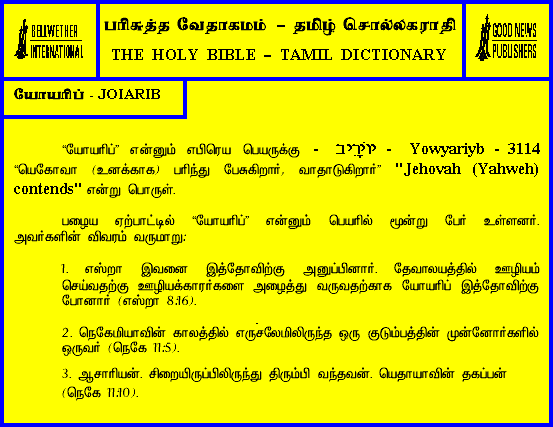 BELLWETHER
INTERNATIONAL
பரிசுத்த வேதாகமம் – தமிழ் சொல்லகராதி
THE HOLY BIBLE – TAMIL DICTIONARY
GOOD NEWS
PUBLISHERS
யோயரிப் - JOIARIB
“யோயரிப்” என்னும் எபிரெய பெயருக்கு - - Yowyariyb - 3114
“யெகோவா (உனக்காக) பரிந்து பேசுகிறார், வாதாடுகிறார்” "Jehovah (Yahweh)
contends" என்று பொருள்.
பழைய ஏற்பாட்டில் “யோயரிப்” என்னும் பெயரில் மூன்று பேர் உள்ளனர்.
அவர்களின் விவரம் வருமாறு:
1. எஸ்றா இவனை இத்தோவிற்கு அனுப்பினார். தேவாலயத்தில் ஊழியம்
செய்வதற்கு ஊழியக்காரர்களை அழைத்து வருவதற்காக யோயரிப் இத்தோவிற்கு
போனார் (எஸ்றா 8:16).
2. நெகேமியாவின் காலத்தில் எருசலேமிலிருந்த ஒரு குடும்பத்தின் முன்னோர்களில்
ஒருவர் (நெகே 11:5).
3. ஆசாரியன். சிறையிருப்பிலிருந்து திரும்பி வந்தவன். யெதாயாவின் தகப்பன்
(நெகே 11:10).